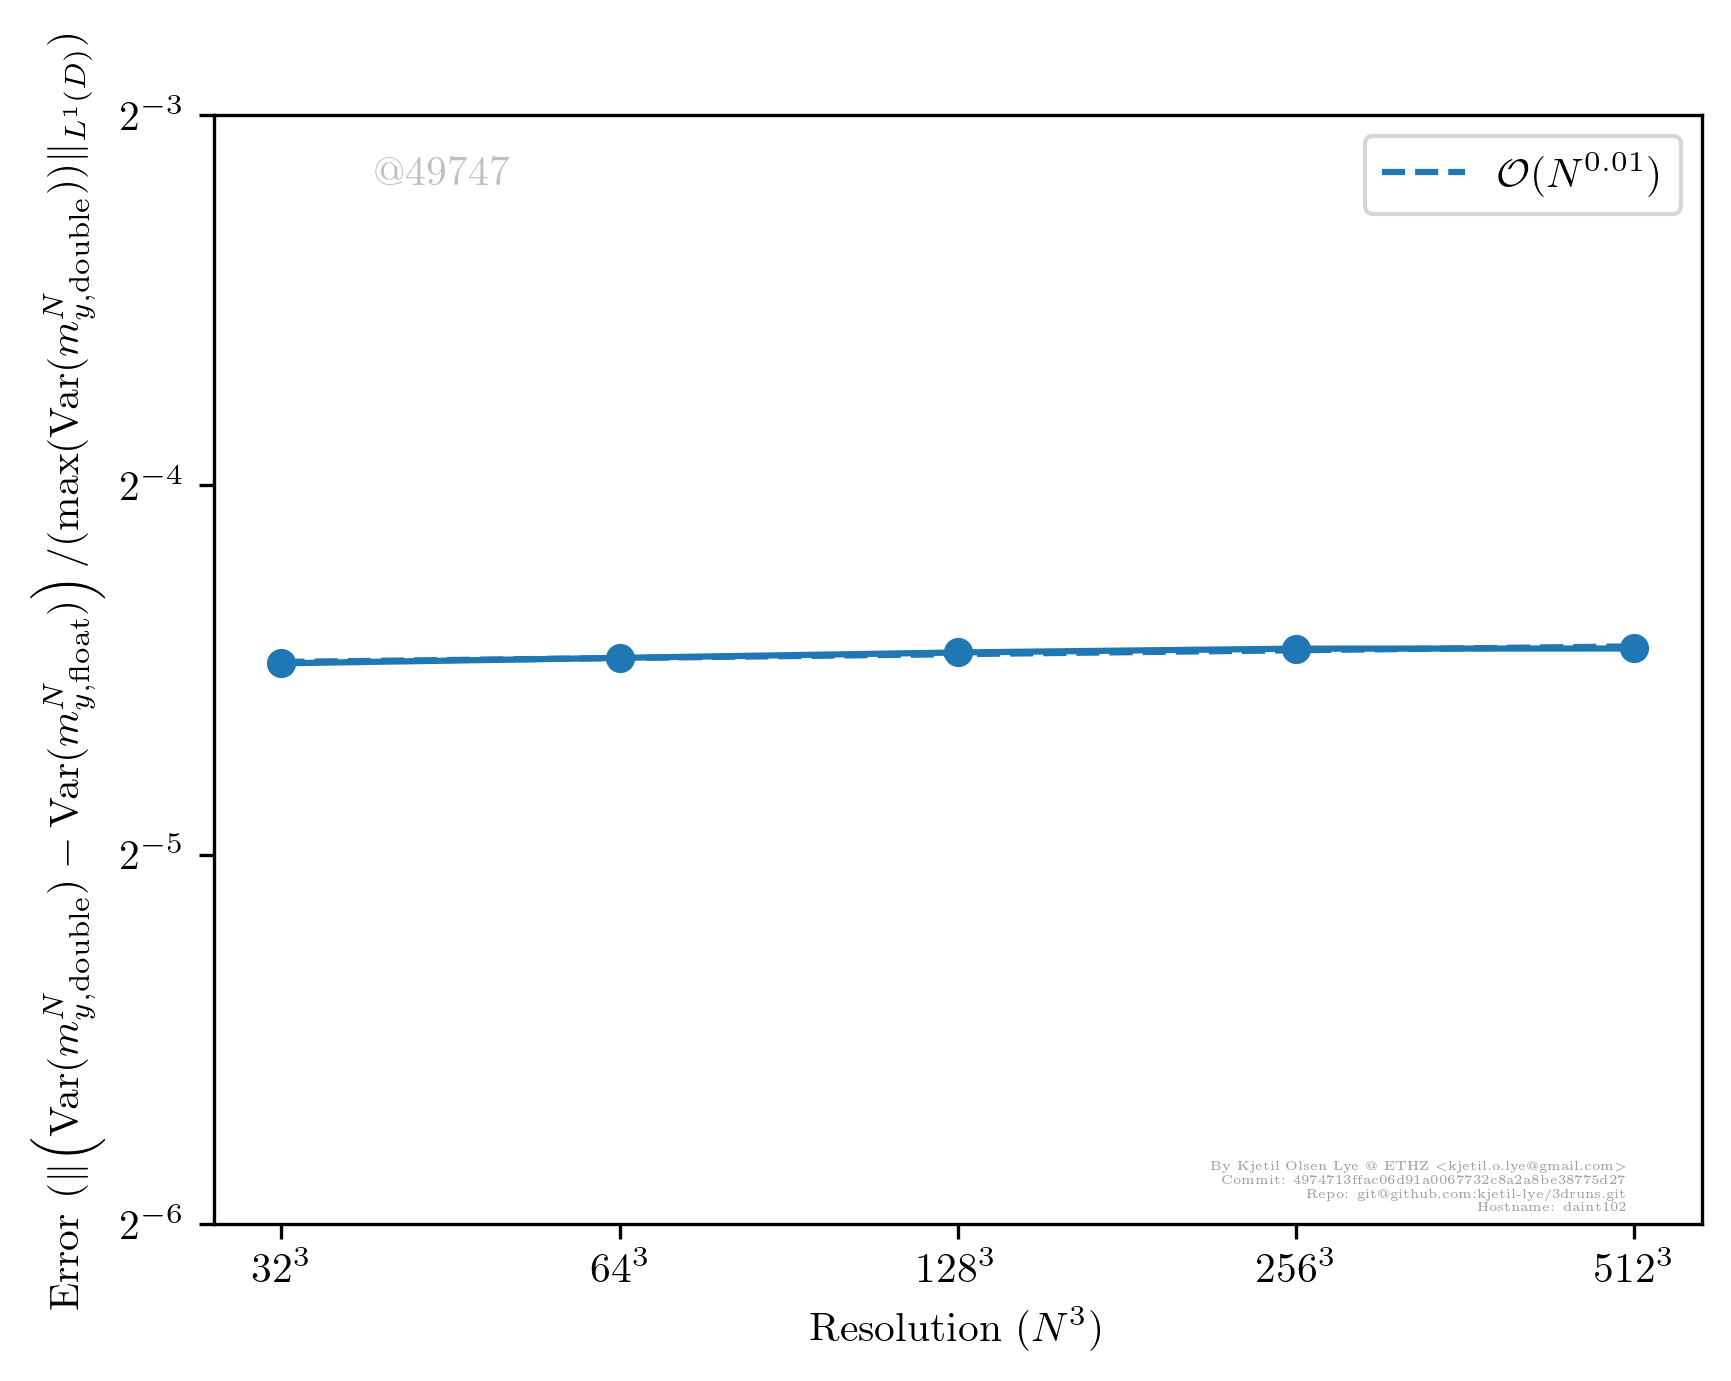 Error (‖(Var(m^N_{y,double}) − Var(m^N_{y,float})) /(max(Var(m^N_{y,double}))‖_{L^1(D)})
2^{−3}
@49747
𝒪(N^{0.01})
2^{−4}
2^{−5}
2^{−6}
By Kjetil Olsen Lye @ ETHZ <kjetil.o.lye@gmail.com>
Commit: 4974713ffac06d91a0067732c8a2a8be38775d27
Repo: git@github.com:kjetil-lye/3druns.git
Hostname: daint102
32^3 64^3 128^3 256^3 512^3
Resolution (N^3)